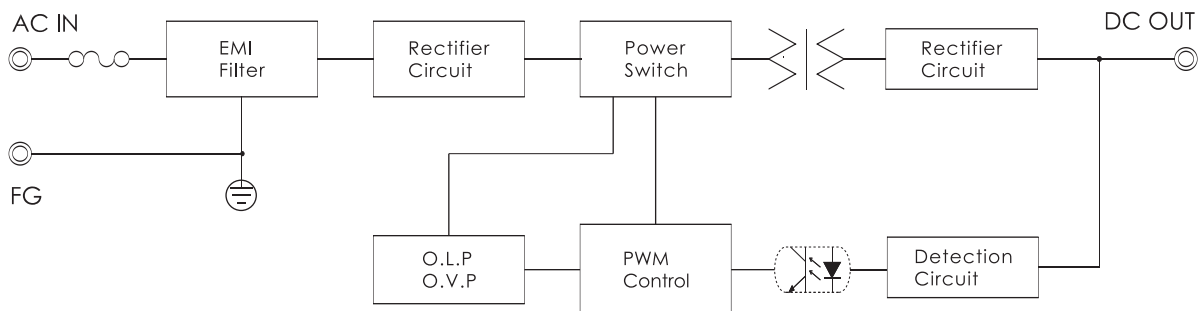 AC IN
EMI
Filter
Rectifier
Circuit
Power
Switch
Rectifier
Circuit
DC OUT
FG
O.L.P
O.V.P
PWM
Control
Detection
Circuit